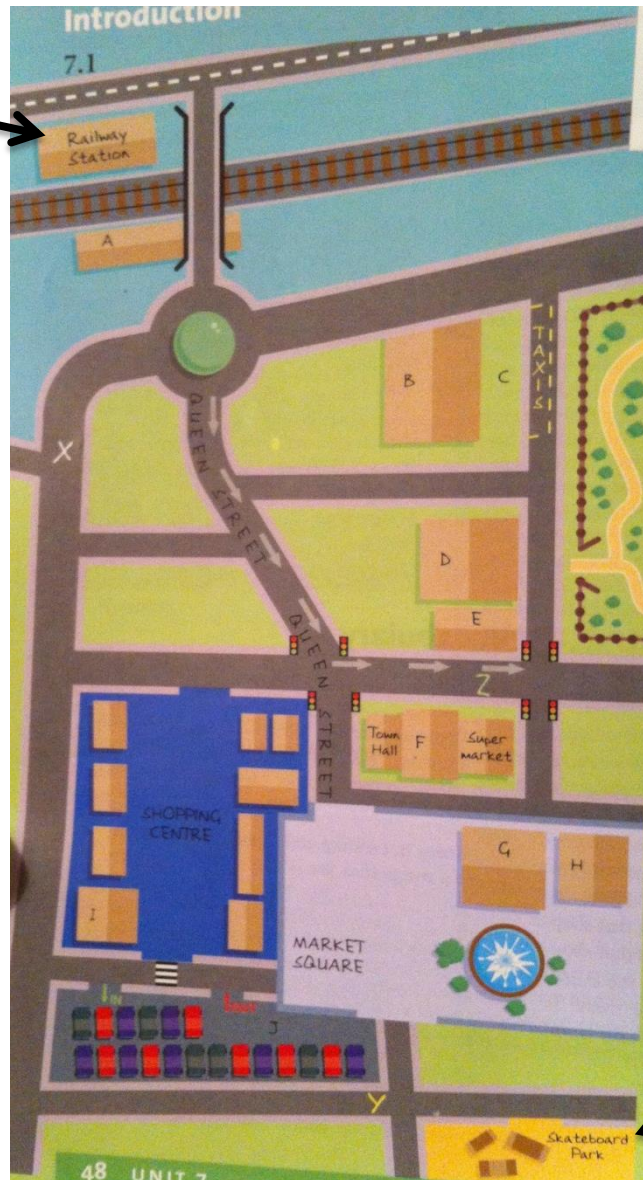 Introduction
7.1
Railway
Station
A
B
C
TAXIS
QUEEN STREET
X
D
E
QUEEN STREET
Z
Town
Hall
F
Super
market
SHOPPING
CENTRE
G
H
I
MARKET
SQUARE
IN
OUT
J
Y
Skateboard
Park
48 UNIT 7